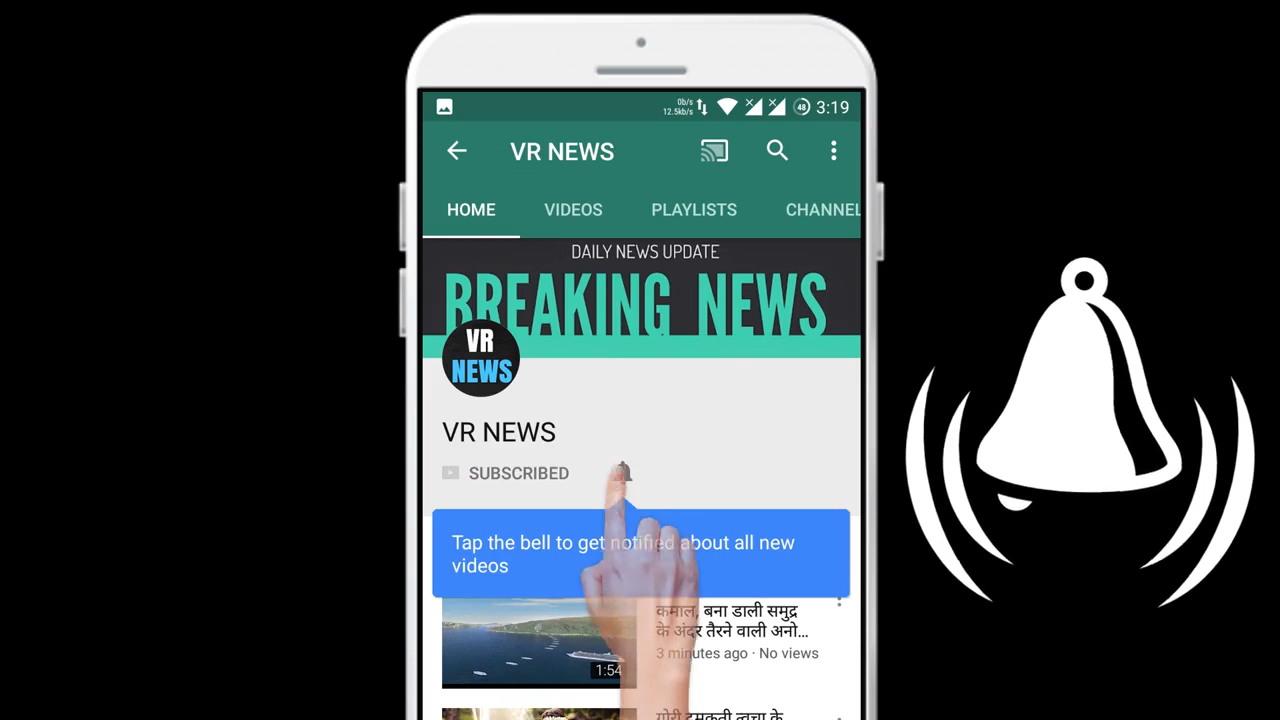 0b/s
12.5kb/s
48
3:19
VR NEWS
HOME VIDEOS PLAYLISTS CHANNEL
DAILY NEWS UPDATE
BREAKING NEWS
VR
NEWS
VR NEWS
SUBSCRIBED
Tap the bell to get notified about all new
videos
कमाल, बना डाली समुद्र
के अंदर तैरने वाली अनो...
3 minutes ago · No views
1:54
गोरी दमकती त्वचा के